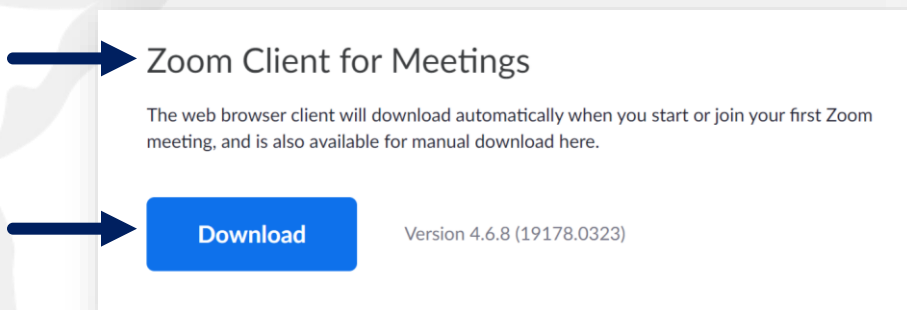 Zoom Client for Meetings
The web browser client will download automatically when you start or join your first Zoom
meeting, and is also available for manual download here.
Download
Version 4.6.8 (19178.0323)